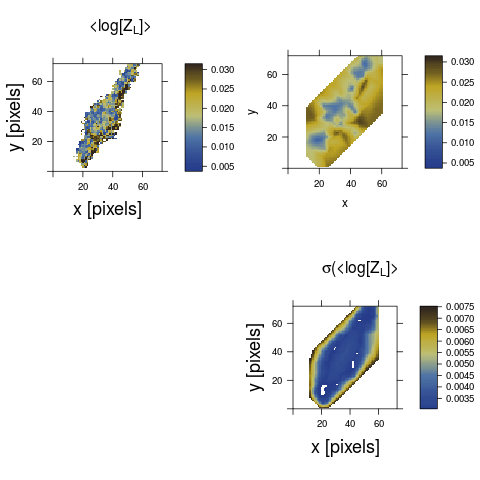 <log[Z_L]>
0.030
0.025
0.020
0.015
0.010
0.005
60
40
20
y [pixels]
20 40 60
x [pixels]
0.030
0.025
0.020
0.015
0.010
0.005
60
40
20
y
20 40 60
x
σ(<log[Z_L]>
0.0075
0.0070
0.0065
0.0060
0.0055
0.0050
0.0045
0.0040
0.0035
60
40
20
y [pixels]
20 40 60
x [pixels]